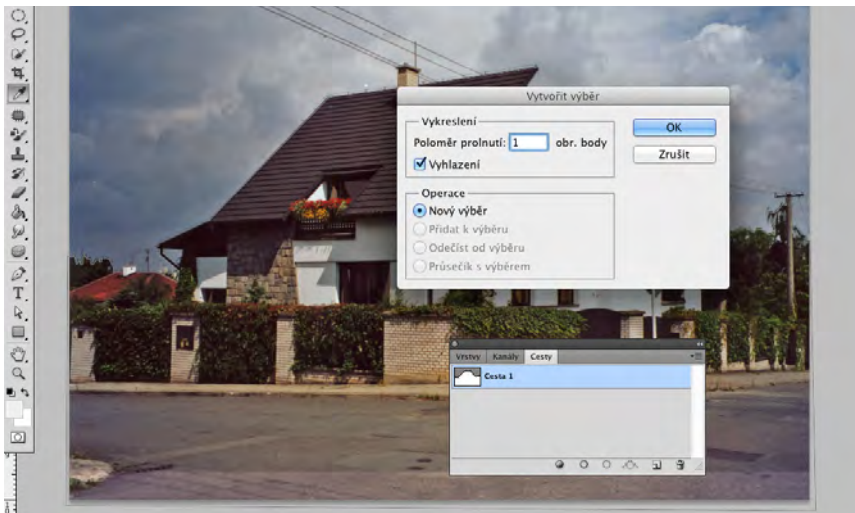 Vytvořit výběr
Vykreslení
Poloměr prolnutí: 1 obr. body
Vyhlazení
OK
Zrušit
Operace
Nový výběr
Přidat k výběru
Odečíst od výběru
Průsečík s výběrem
Vrstvy Kanály Cesty
Cesta 1